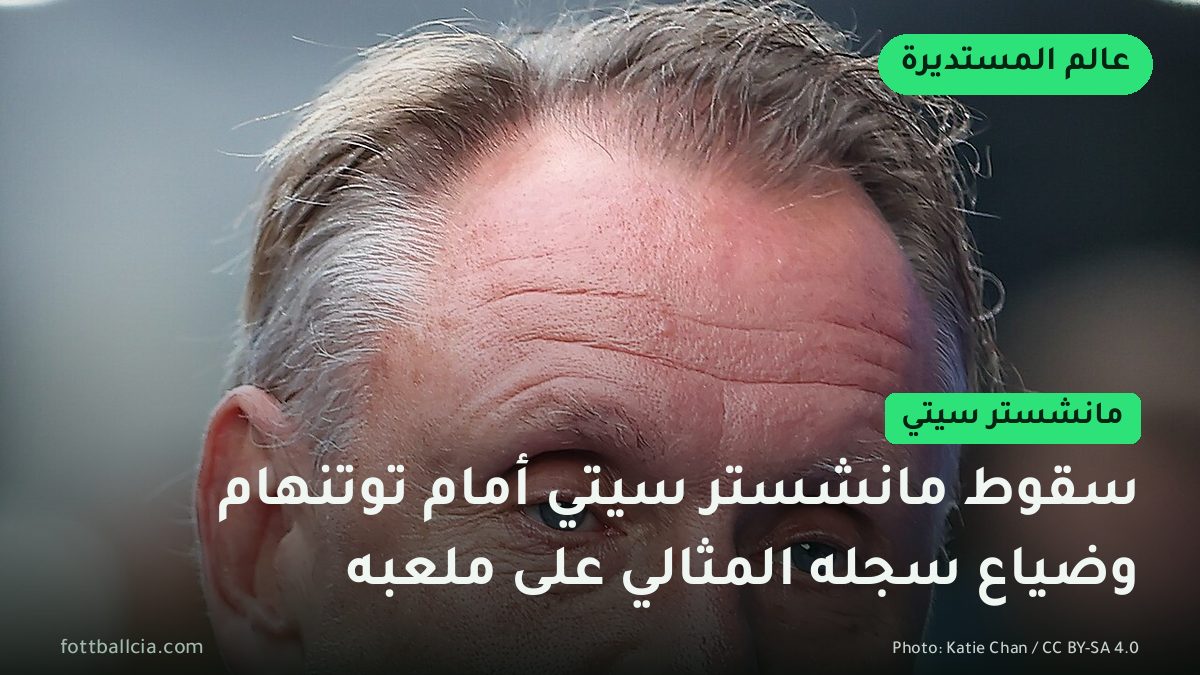 عالم المستديرة
مانشستر سيتي
سقوط مانشستر سيتي أمام توتنهام
وضياع سجله المثالي على ملعبه
fottballcia.com
Photo: Katie Chan / CC BY-SA 4.0